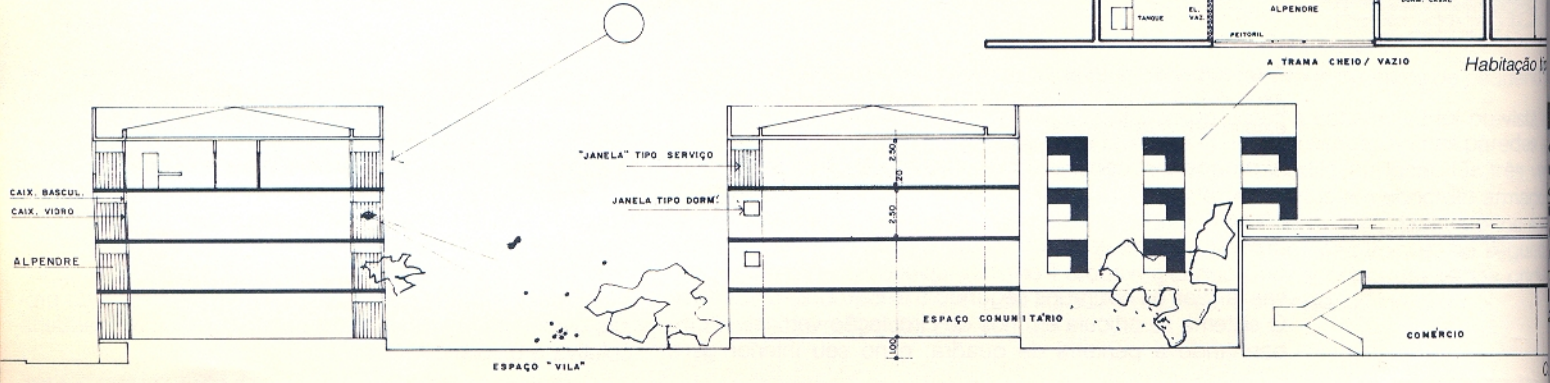 TANQUE
EL. VAZ.
ALPENDRE
PEITORIL
A TRAMA CHEIO/ VAZIO
Habitação
"JANELA" TIPO SERVIÇO
2.50
.20
CAIX. BASCUL.
JANELA TIPO DORM.
2.50
CAIX. VIDRO
ALPENDRE
ESPAÇO COMUNITÁRIO
COMÉRCIO
1.00
ESPAÇO "VILA"